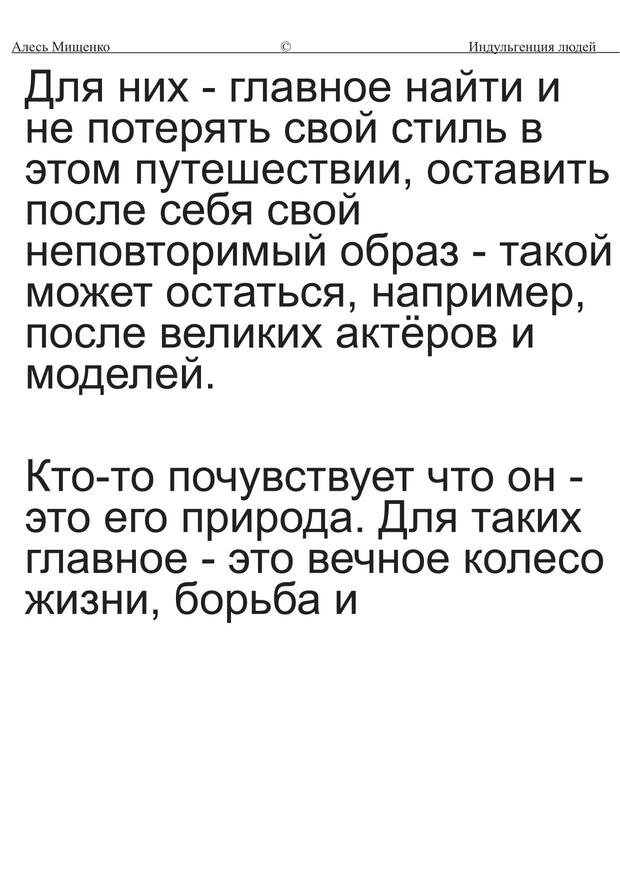 Алесь Мищенко © Индульгенция людей
Для них - главное найти и
не потерять свой стиль в
этом путешествии, оставить
после себя свой
неповторимый образ - такой
может остаться, например,
после великих актёров и
моделей.
Кто-то почувствует что он -
это его природа. Для таких
главное - это вечное колесо
жизни, борьба и